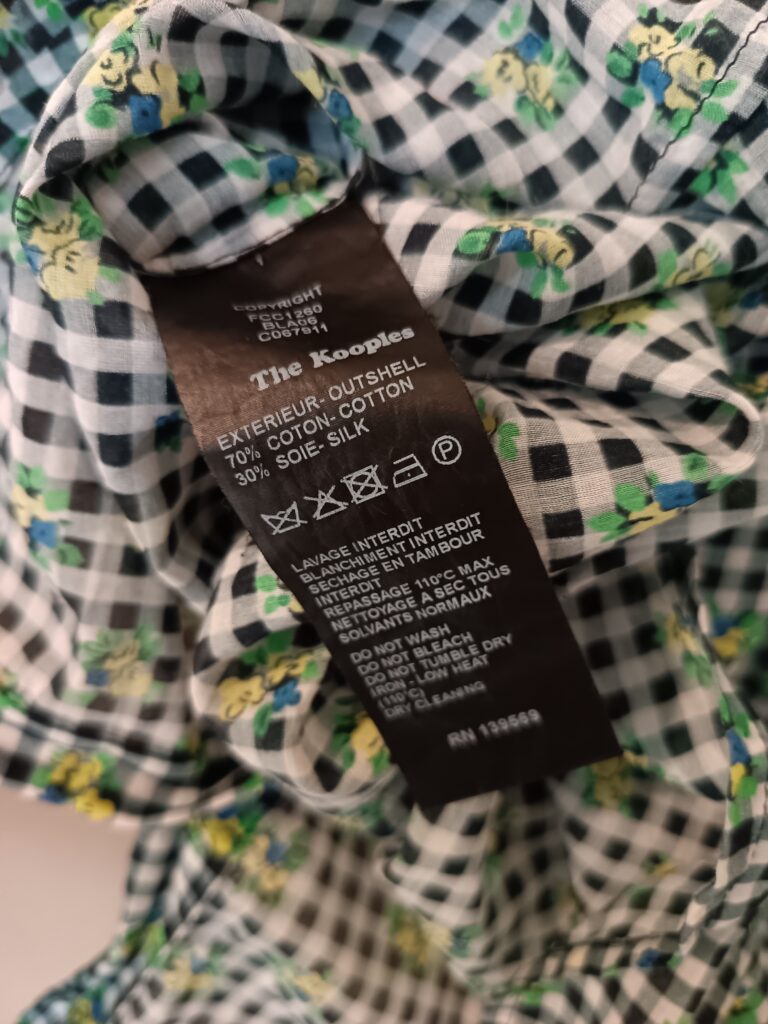 COPYRIGHT
FCC1260
BLA06
C067911
The Kooples
EXTERIEUR- OUTSHELL
70% COTON- COTTON
30% SOIE- SILK
P
LAVAGE INTERDIT
BLANCHIMENT INTERDIT
SECHAGE EN TAMBOUR
INTERDIT
REPASSAGE 110°C MAX
NETTOYAGE A SEC TOUS
SOLVANTS NORMAUX
DO NOT WASH
DO NOT BLEACH
DO NOT TUMBLE DRY
IRON - LOW HEAT
(110°C)
DRY CLEANING
RN 139569